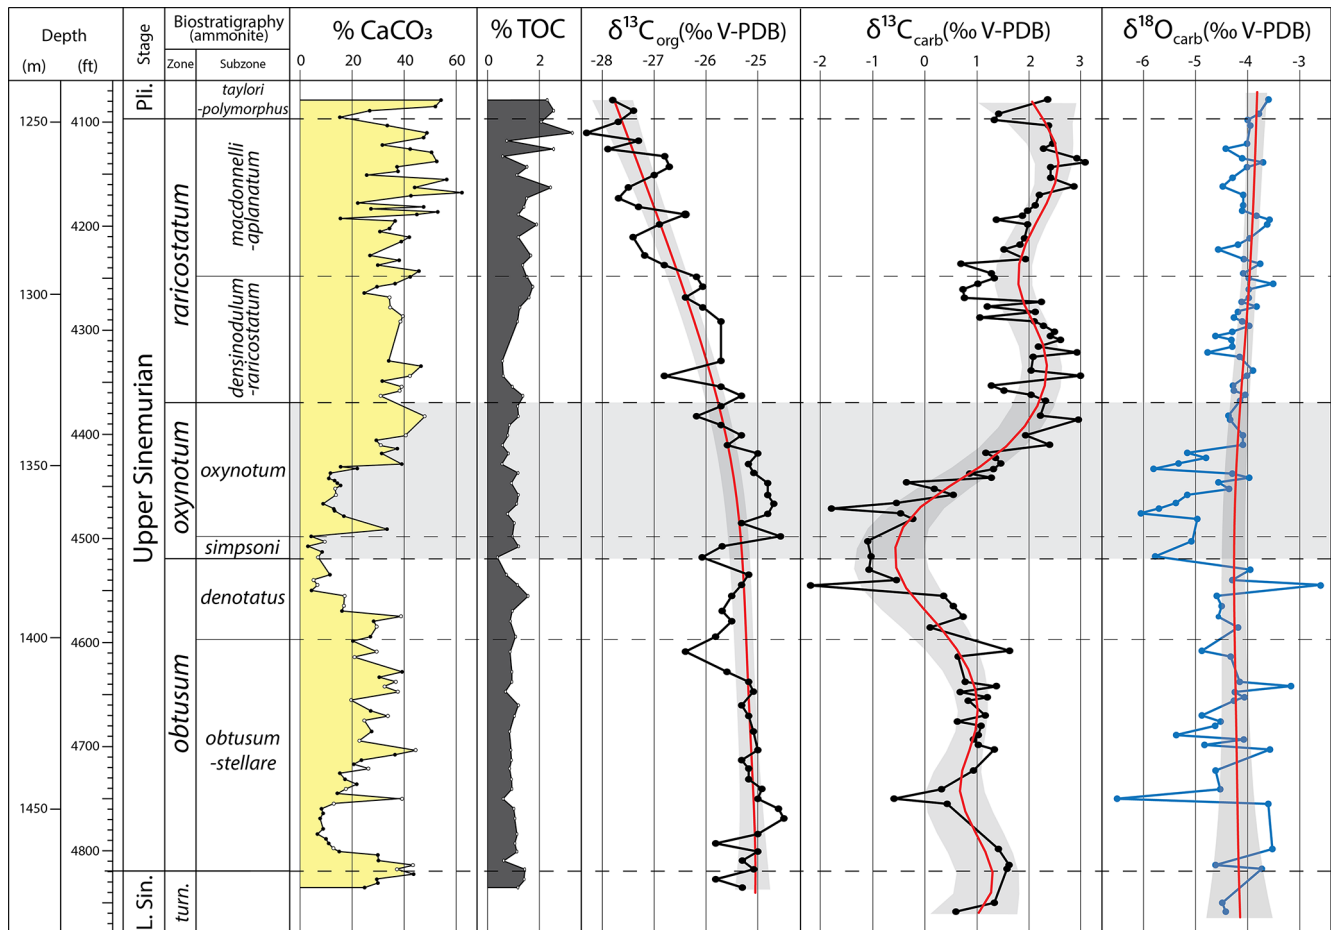 Depth
(m) (ft)
Stage
Biostratigraphy
(ammonite)
Zone Subzone
% CaCO₃
0 20 40 60
% TOC
0 2
δ¹³Corg(‰ V-PDB)
-28 -27 -26 -25
δ¹³Ccarb(‰ V-PDB)
-2 -1 0 1 2 3
δ¹⁸Ocarb(‰ V-PDB)
-6 -5 -4 -3
1250
1300
1350
1400
1450
4100
4200
4300
4400
4500
4600
4700
4800
Pli.
Upper Sinemurian
L. Sin.
raricostatum
oxynotum
obtusum
turn.
taylori
-polymorphus
macdonnelli
-aplanatum
densinodulum
-raricostatum
oxynotum
simpsoni
denotatus
obtusum
-stellare